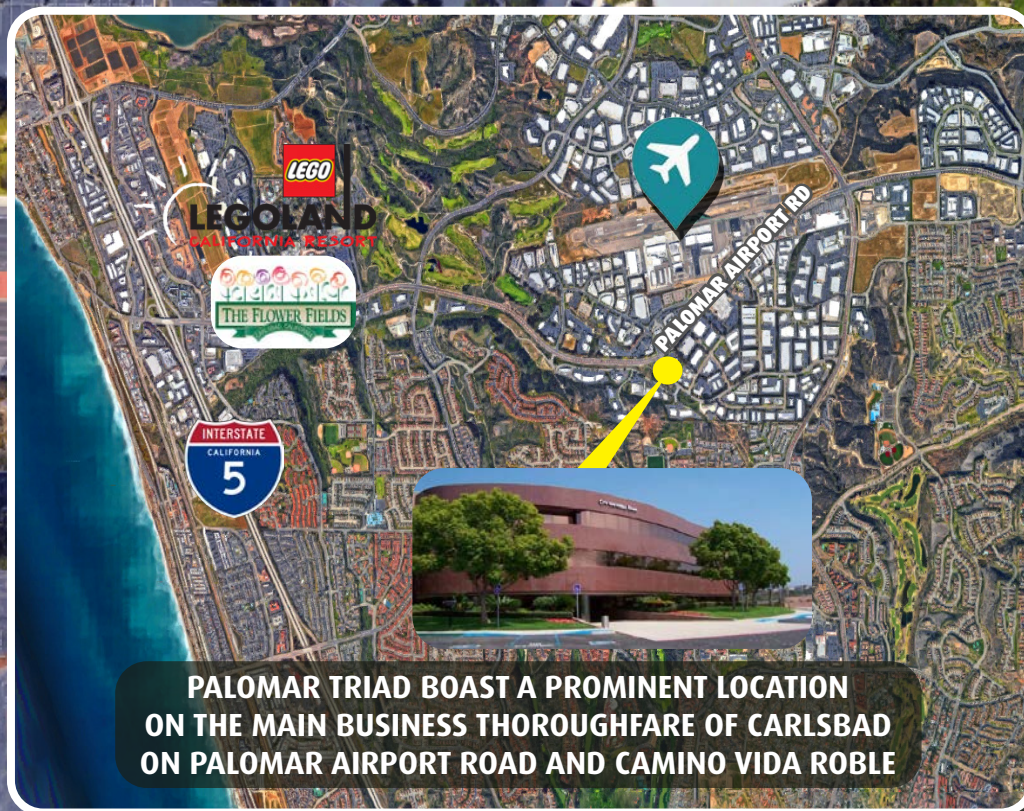 LEGO
LEGOLAND
CALIFORNIA RESORT
THE FLOWER FIELDS
PALOMAR AIRPORT RD
INTERSTATE
CALIFORNIA
5
PALOMAR TRIAD BOAST A PROMINENT LOCATION
ON THE MAIN BUSINESS THOROUGHFARE OF CARLSBAD
ON PALOMAR AIRPORT ROAD AND CAMINO VIDA ROBLE